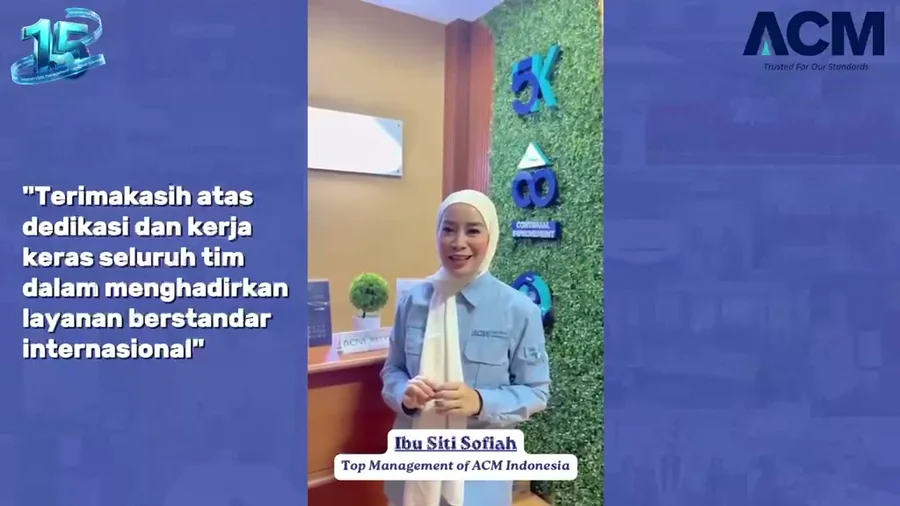 15
ACM
Trusted For Our Standards
5K
CONTINUAL
IMPROVEMENT
"Terimakasih atas
dedikasi dan kerja
keras seluruh tim
dalam menghadirkan
layanan berstandar
internasional"
Ibu Siti Sofiah
Top Management of ACM Indonesia